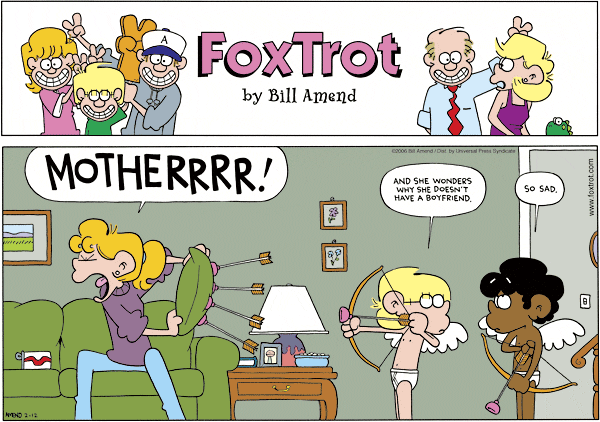 A
FoxTrot
by Bill Amend
©2006 Bill Amend / Dist. by Universal Press Syndicate
www.foxtrot.com
MOTHERRRR!
AND SHE WONDERS
WHY SHE DOESN'T
HAVE A BOYFRIEND.
SO SAD.
AMEND 2-12